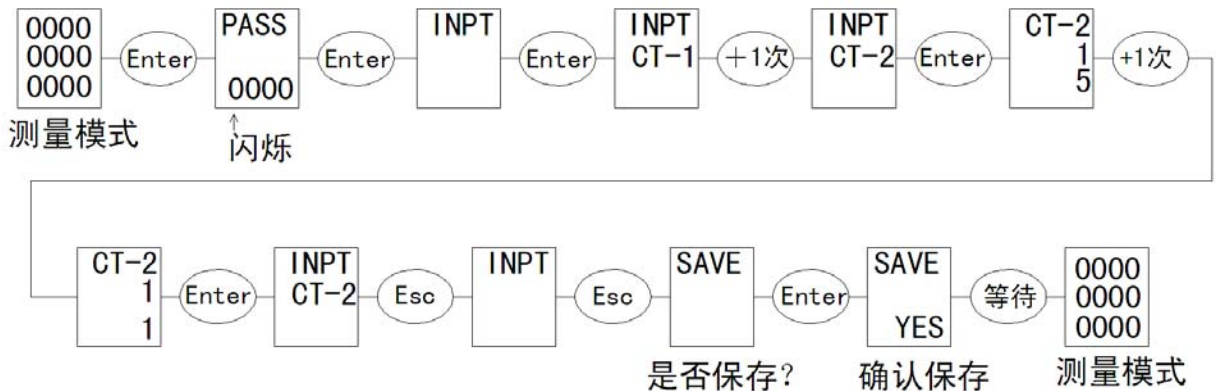 0000
0000
0000
Enter
PASS
0000
Enter
INPT
Enter
INPT
CT-1
+1次
INPT
CT-2
Enter
CT-2
1
5
+1次
测量模式
↑
闪烁
CT-2
1
1
Enter
INPT
CT-2
Esc
INPT
Esc
SAVE
Enter
SAVE
YES
等待
0000
0000
0000
是否保存？
确认保存
测量模式